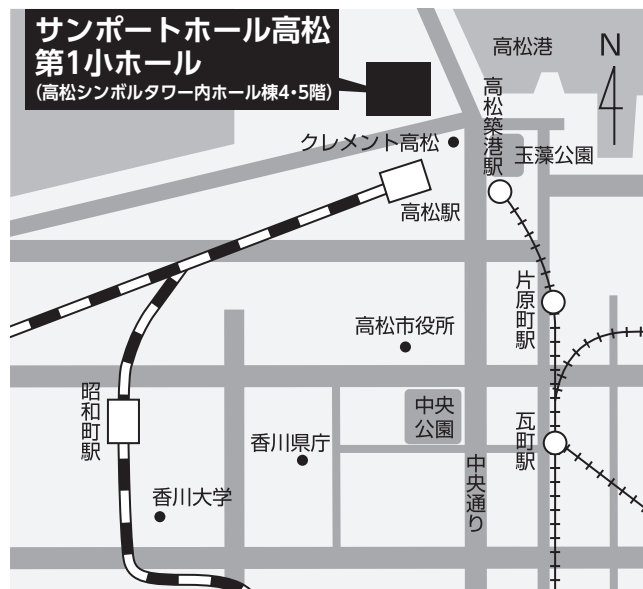 サンポートホール高松
第1小ホール
(高松シンボルタワー内ホール棟4・5階)
高松港
N
高松築港駅
クレメント高松
玉藻公園
高松駅
片原町駅
高松市役所
昭和町駅
中央
公園
瓦町駅
香川県庁
中央通り
香川大学